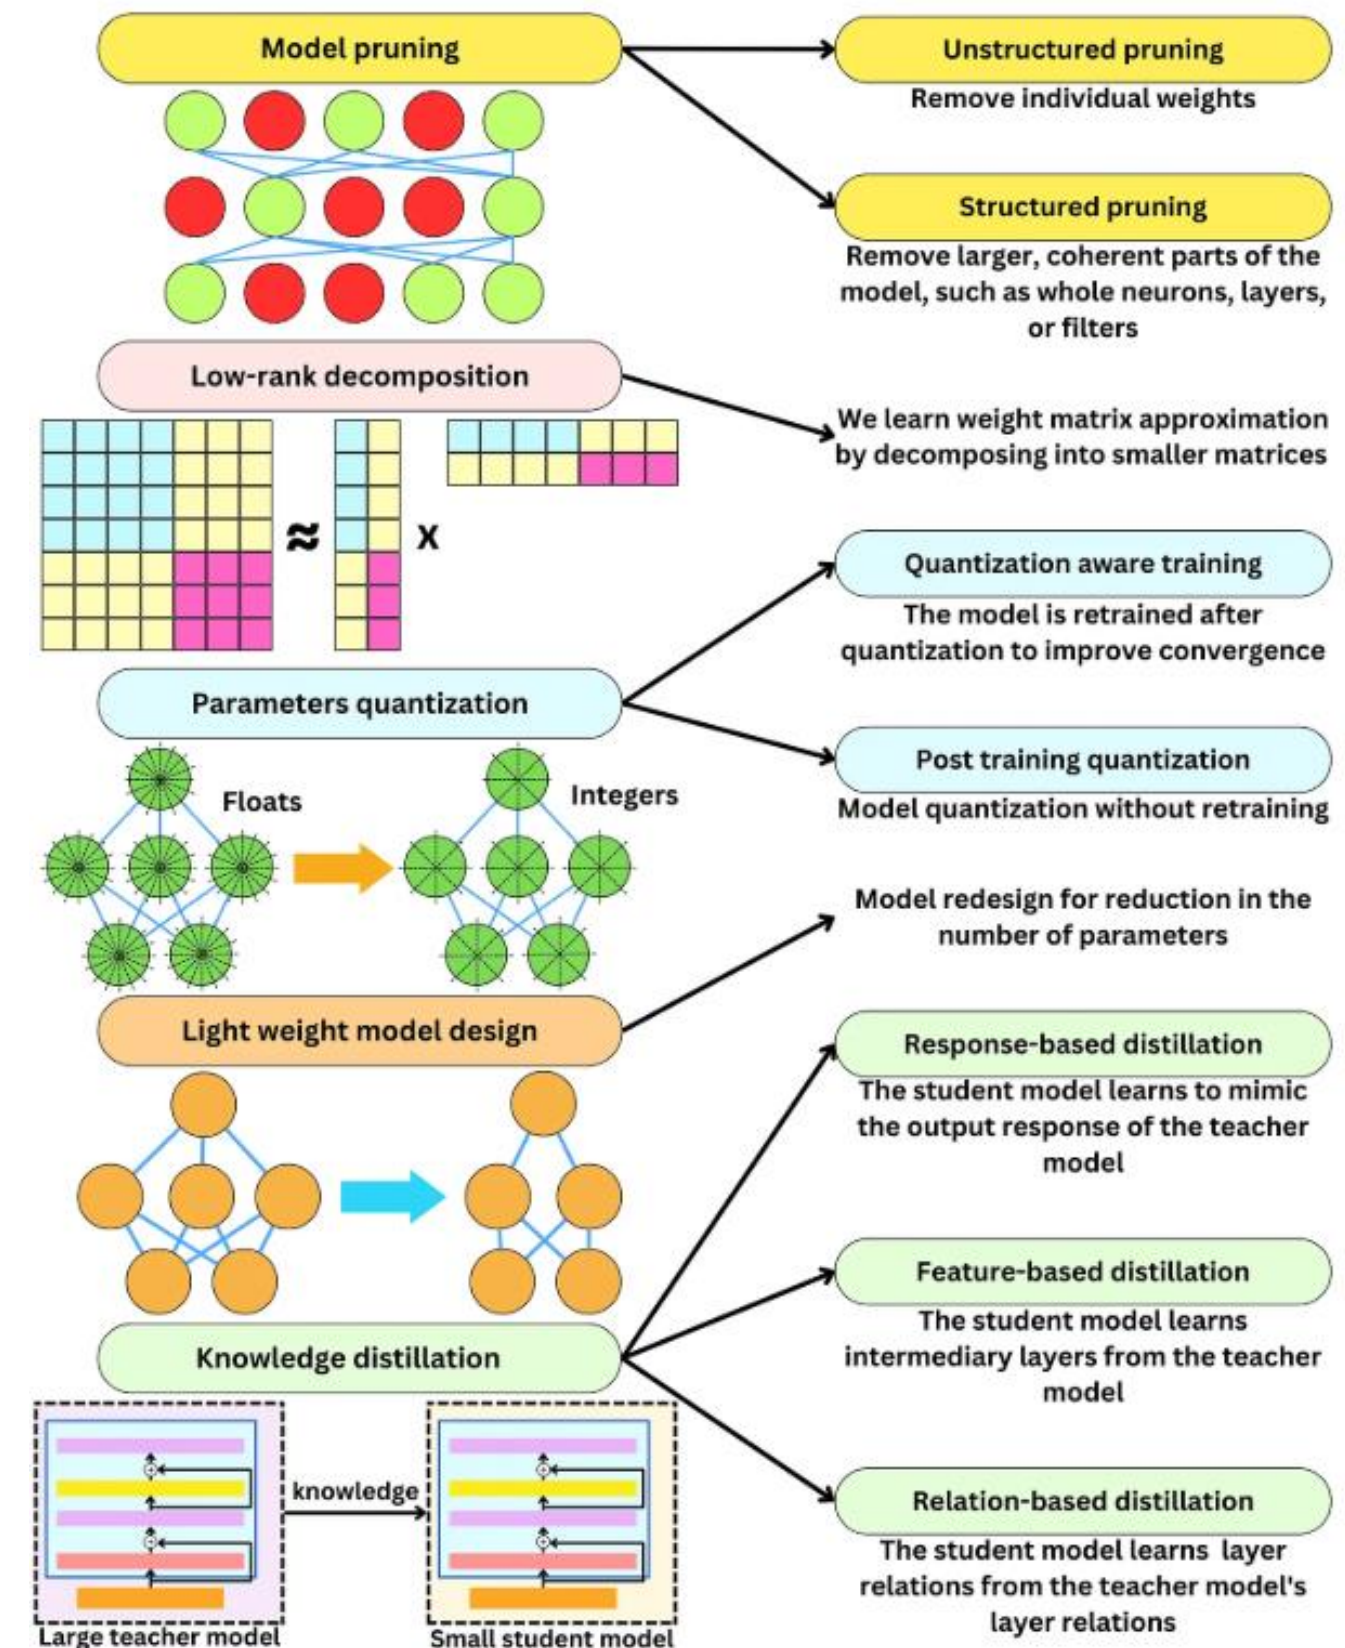 Model pruning
Unstructured pruning
Remove individual weights
Structured pruning
Remove larger, coherent parts of the
model, such as whole neurons, layers,
or filters
Low-rank decomposition
We learn weight matrix approximation
by decomposing into smaller matrices
≈
X
Quantization aware training
The model is retrained after
quantization to improve convergence
Parameters quantization
Post training quantization
Model quantization without retraining
Floats
Integers
Model redesign for reduction in the
number of parameters
Light weight model design
Response-based distillation
The student model learns to mimic
the output response of the teacher
model
Feature-based distillation
The student model learns
intermediary layers from the teacher
model
Knowledge distillation
knowledge
Large teacher model
Small student model
Relation-based distillation
The student model learns layer
relations from the teacher model's
layer relations